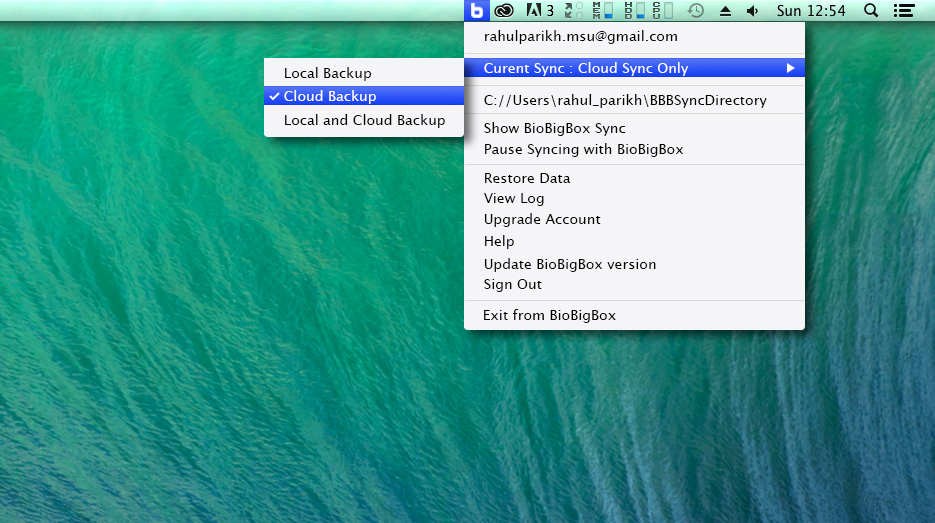 b
3
MEM
HDD
CPU
Sun 12:54
rahulparikh.msu@gmail.com
Curent Sync : Cloud Sync Only
Local Backup
Cloud Backup
Local and Cloud Backup
C://Users\rahul_parikh\BBBSyncDirectory
Show BioBigBox Sync
Pause Syncing with BioBigBox
Restore Data
View Log
Upgrade Account
Help
Update BioBigBox version
Sign Out
Exit from BioBigBox